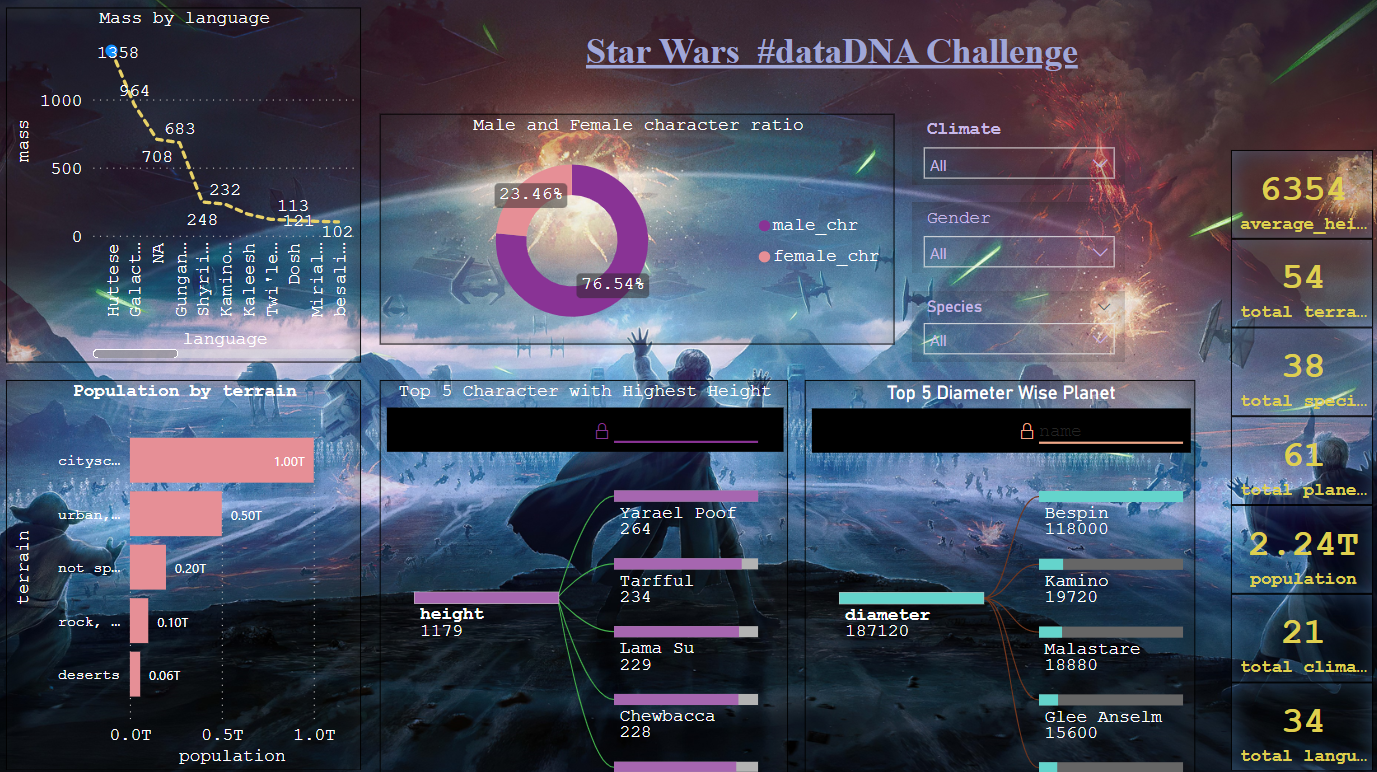 Mass by language
1358
964
1000
683
708
500
232
113
248
121
0
102
mass
Huttese
Galact…
NA
Gungan…
Shyrii…
Kamino…
Kaleesh
Twi'le…
Dosh
Mirial…
besali…
language
Star Wars #dataDNA Challenge
Male and Female character ratio
23.46%
76.54%
male_chr
female_chr
Climate
All
Gender
All
Species
All
6354
average_hei…
54
total terra…
38
total speci…
61
total plane…
2.24T
population
21
total clima…
34
total langu…
Population by terrain
citysc…
1.00T
urban,…
0.50T
not sp…
0.20T
rock, …
0.10T
deserts
0.06T
terrain
0.0T 0.5T 1.0T
population
Top 5 Character with Highest Height
height
1179
Yarael Poof
264
Tarfful
234
Lama Su
229
Chewbacca
228
Top 5 Diameter Wise Planet
name
diameter
187120
Bespin
118000
Kamino
19720
Malastare
18880
Glee Anselm
15600